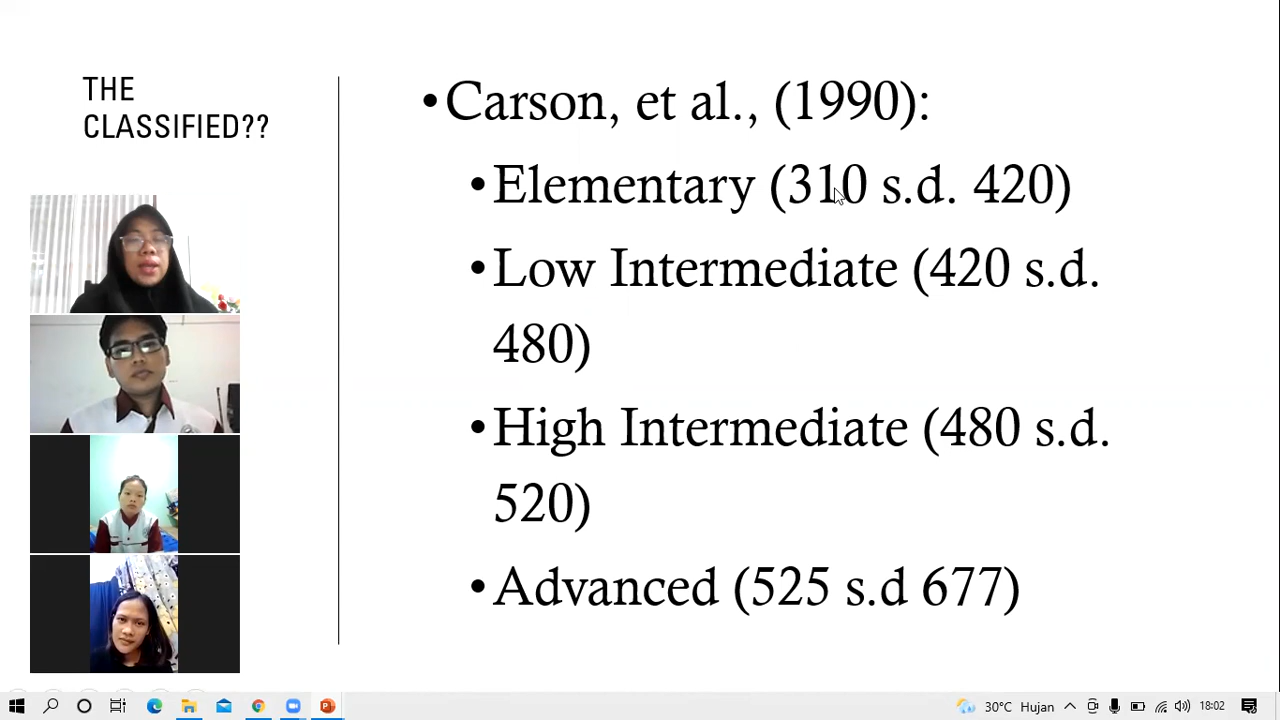 THE
CLASSIFIED??
•Carson, et al., (1990):
•Elementary (310 s.d. 420)
•Low Intermediate (420 s.d.
480)
•High Intermediate (480 s.d.
520)
•Advanced (525 s.d 677)
30°C Hujan 18:02